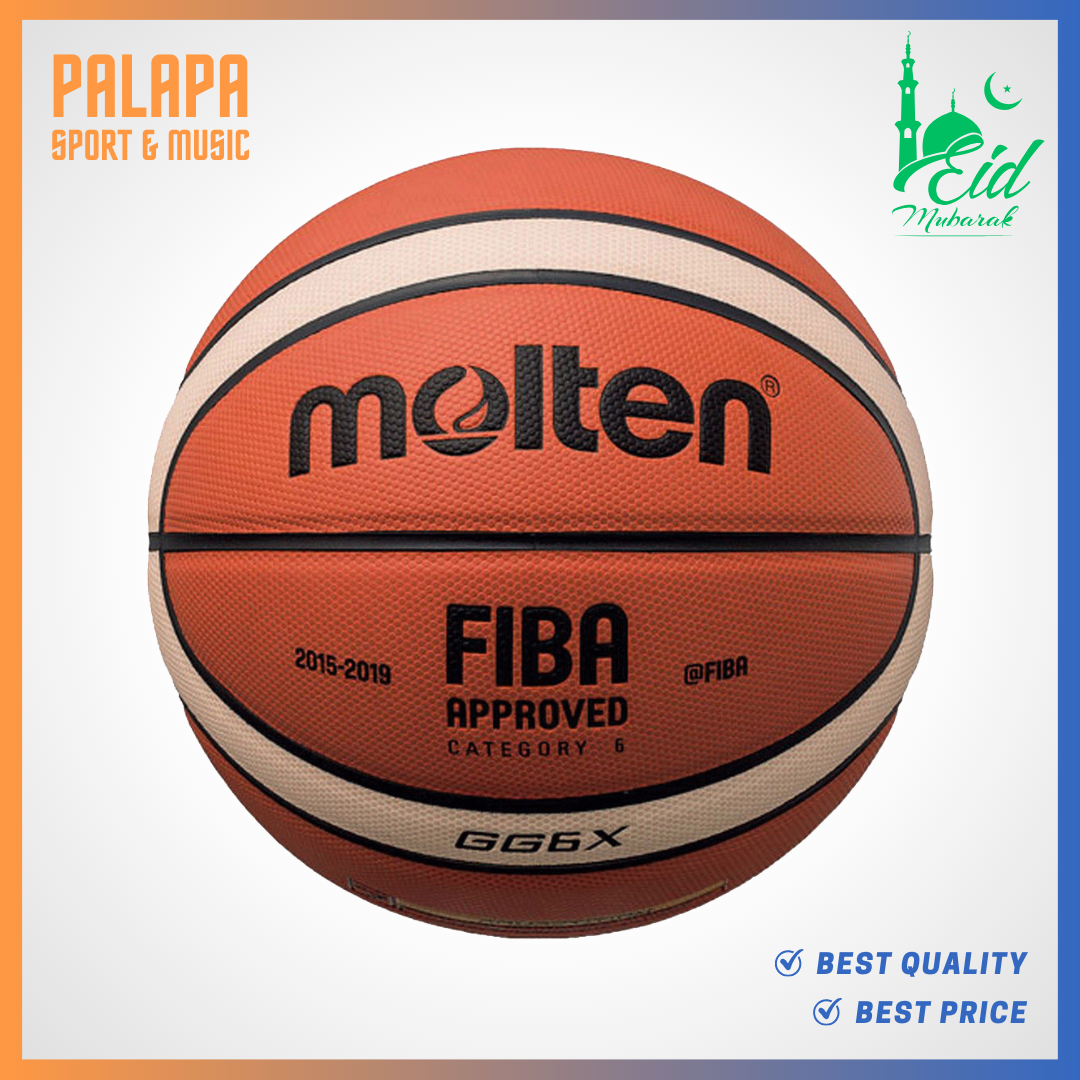 PALAPA
SPORT & MUSIC
Eid
Mubarak
molten®
FIBA
2015-2019
@FIBA
APPROVED
CATEGORY 6
GG6X
BEST QUALITY
BEST PRICE